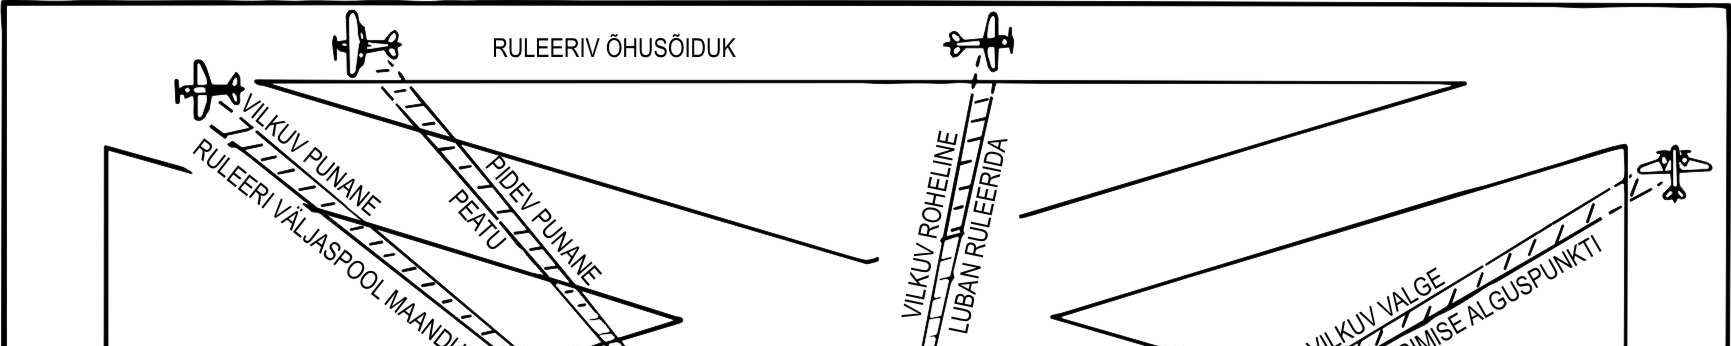 RULEERIV ÕHUSÕIDUK
VILKUV PUNANE
RULEERI VÄLJASPOOL
PIDEV PUNANE
PEATU
VILKUV ROHELINE
LUBAN RULEERIDA
VILKUV VALGE
ALGUSPUNKTI